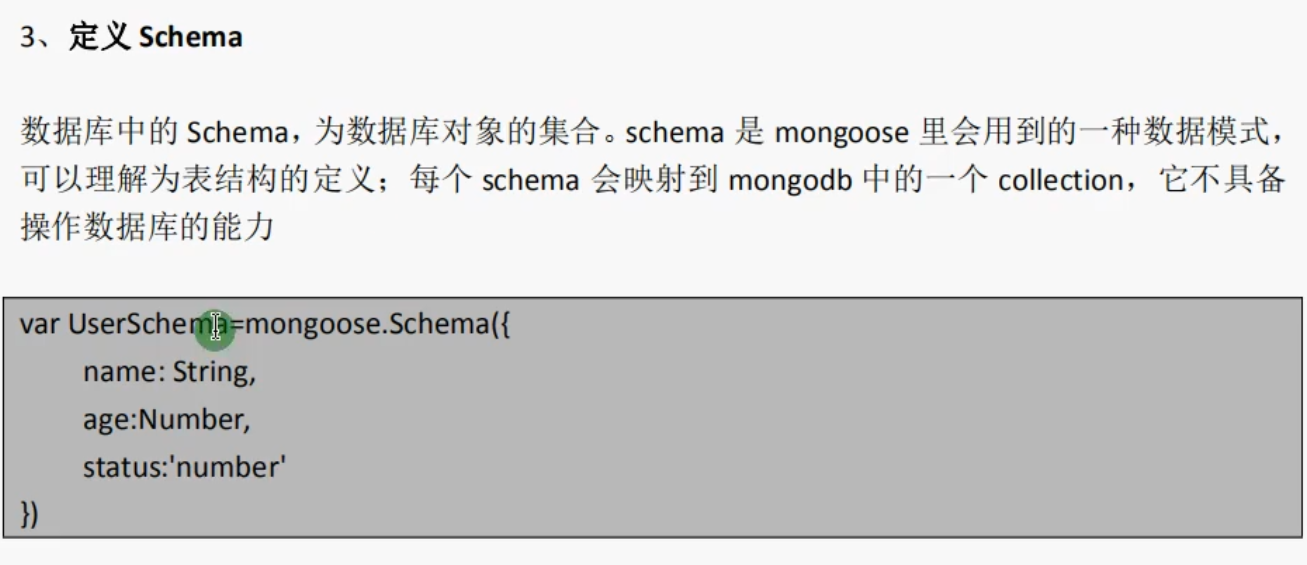 3、定义 Schema
数据库中的 Schema，为数据库对象的集合。schema 是 mongoose 里会用到的一种数据模式，
可以理解为表结构的定义；每个 schema 会映射到 mongodb 中的一个 collection，它不具备
操作数据库的能力
var UserSchema=mongoose.Schema({
name: String,
age:Number,
status:'number'
})